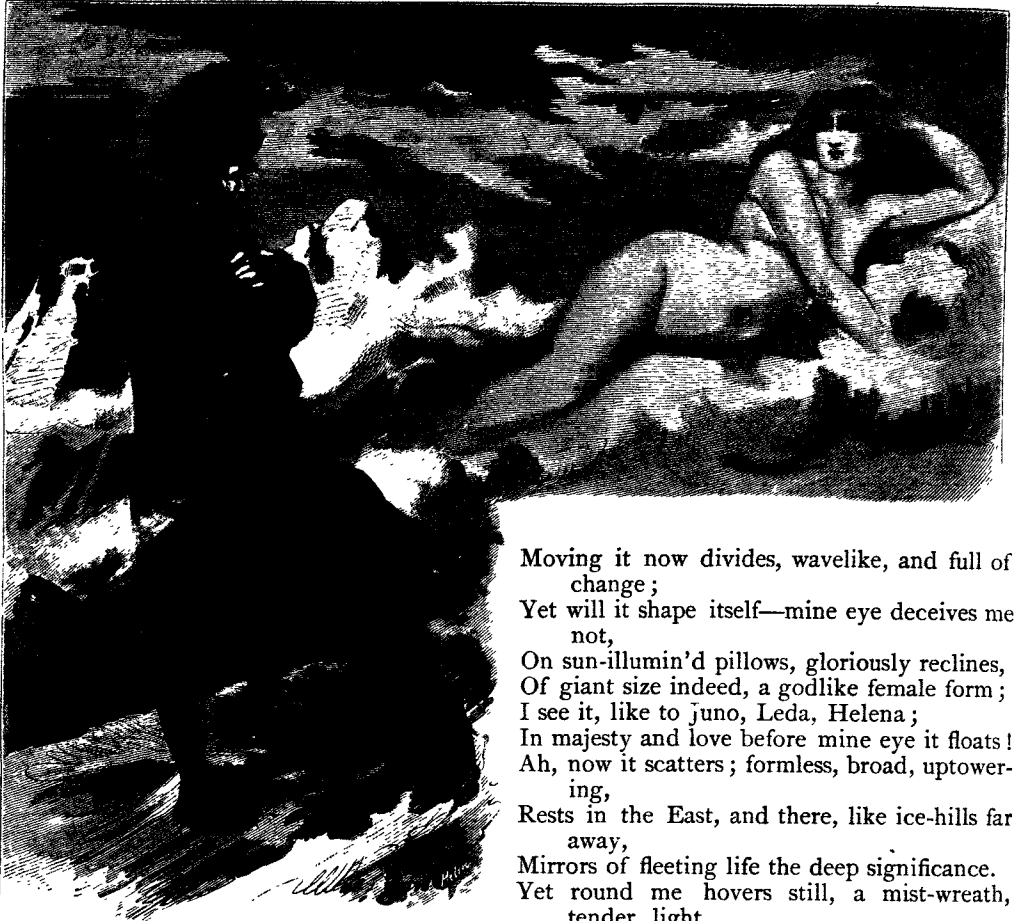 Moving it now divides, wavelike, and full of
change;
Yet will it shape itself—mine eye deceives me
not,
On sun-illumin'd pillows, gloriously reclines,
Of giant size indeed, a godlike female form;
I see it, like to Juno, Leda, Helena;
In majesty and love before mine eye it floats!
Ah, now it scatters; formless, broad, uptower-
ing,
Rests in the East, and there, like ice-hills far
away,
Mirrors of fleeting life the deep significance.
Yet round me hovers still, a mist-wreath,
tender, light,